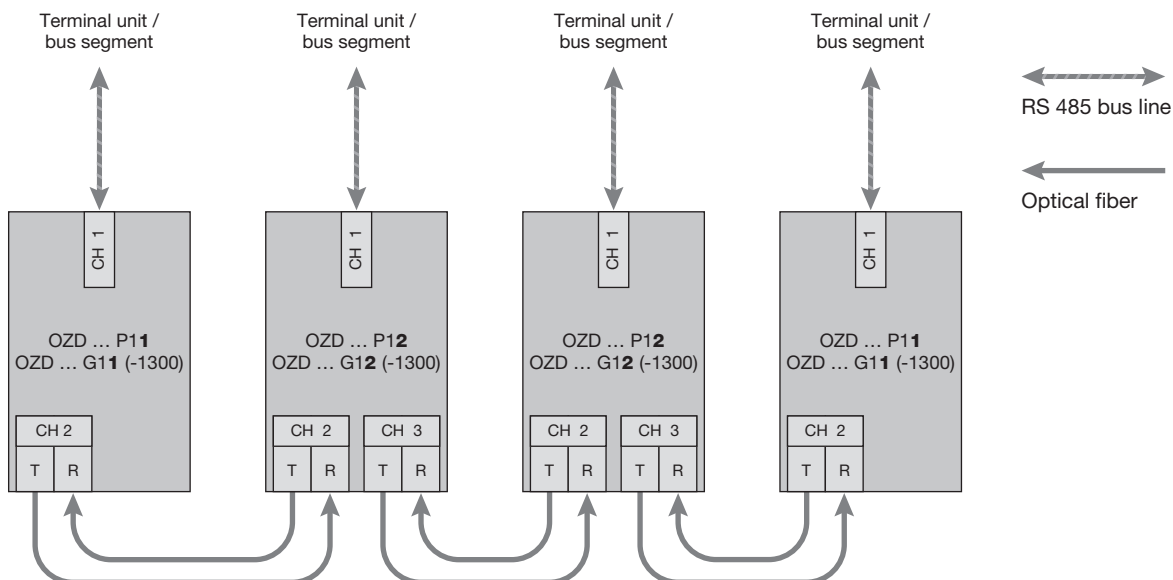 Terminal unit /
bus segment
Terminal unit /
bus segment
Terminal unit /
bus segment
Terminal unit /
bus segment
RS 485 bus line
Optical fiber
CH 1
CH 1
CH 1
CH 1
OZD … P11
OZD … G11 (-1300)
OZD … P12
OZD … G12 (-1300)
OZD … P12
OZD … G12 (-1300)
OZD … P11
OZD … G11 (-1300)
CH 2
T R
CH 2 CH 3
T R T R
CH 2 CH 3
T R T R
CH 2
T R